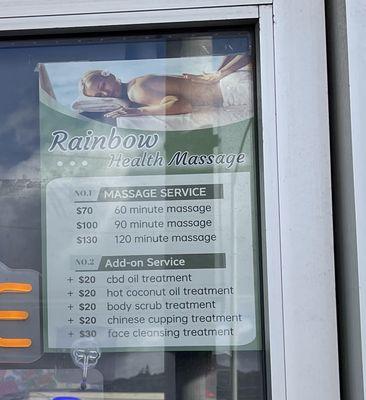 Rainbow
Health Massage
NO.1 MASSAGE SERVICE
$70 60 minute massage
$100 90 minute massage
$130 120 minute massage
NO.2 Add-on Service
+ $20 cbd oil treatment
+ $20 hot coconut oil treatment
+ $20 body scrub treatment
+ $20 chinese cupping treatment
+ $30 face cleansing treatment